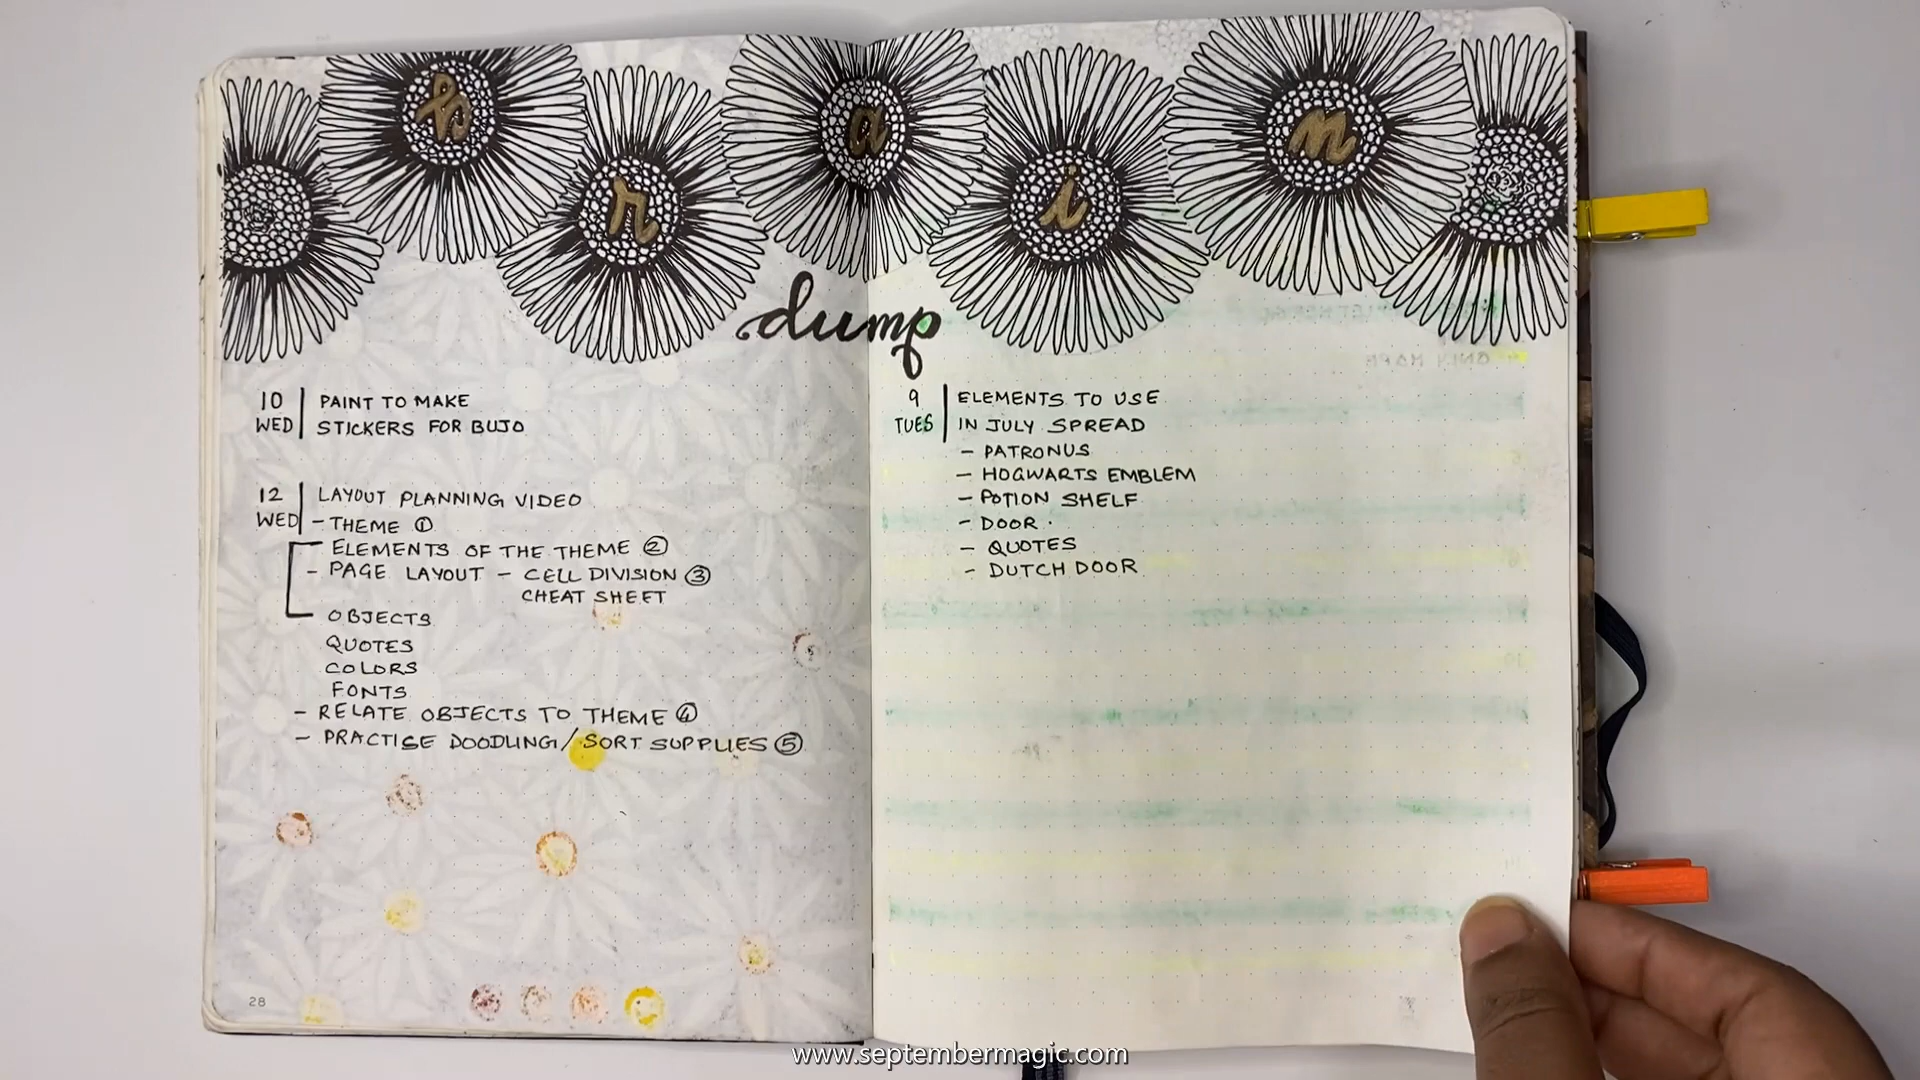 brain
dump
10 WED | PAINT TO MAKE
STICKERS FOR BUJO
12 WED | LAYOUT PLANNING VIDEO
- THEME ①
ELEMENTS OF THE THEME ②
- PAGE LAYOUT - CELL DIVISION ③
CHEAT SHEET
OBJECTS
QUOTES
COLORS
FONTS
- RELATE OBJECTS TO THEME ④
- PRACTISE DOODLING/SORT SUPPLIES ⑤
28
9 TUES | ELEMENTS TO USE
IN JULY SPREAD
- PATRONUS
- HOGWARTS EMBLEM
- POTION SHELF
- DOOR
- QUOTES
- DUTCH DOOR
www.septembermagic.com